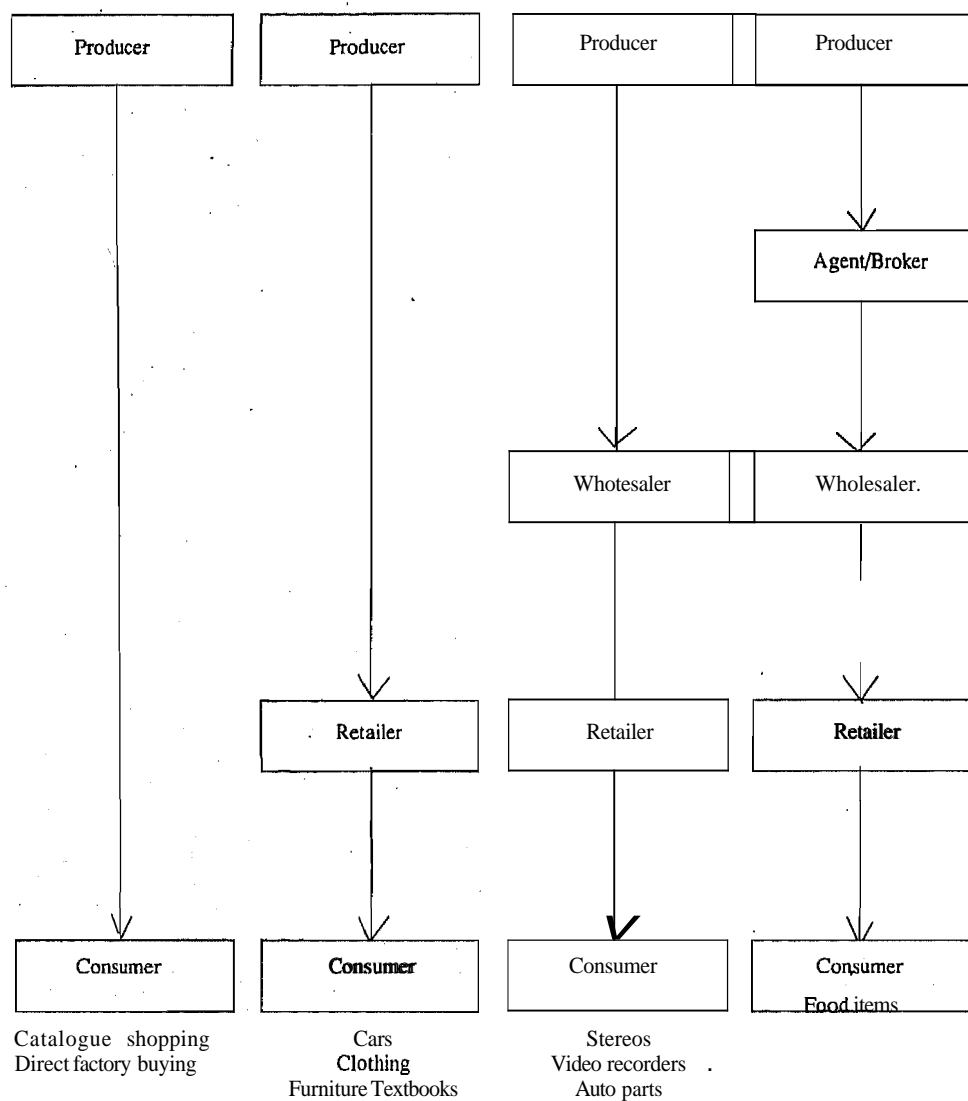 Producer
Producer
Producer
Producer
Agent/Broker
Whotesaler
Wholesaler.
Retailer
Retailer
Retailer
Consumer
Consumer
Consumer
Consumer
Food items
Catalogue shopping
Direct factory buying
Cars
Clothing
Furniture Textbooks
Stereos
Video recorders .
Auto parts